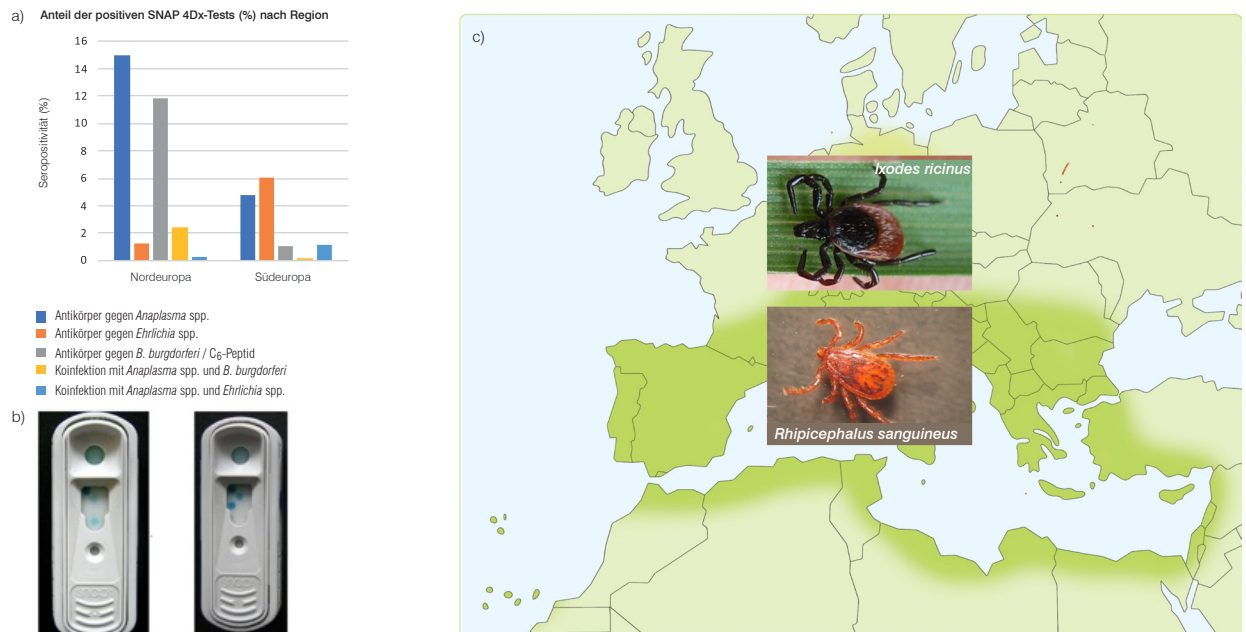 a)
Anteil der positiven SNAP 4Dx-Tests (%) nach Region
Seropositivität (%)
16
14
12
10
8
6
4
2
0
Nordeuropa
Südeuropa
Antikörper gegen Anaplasma spp.
Antikörper gegen Ehrlichia spp.
Antikörper gegen B. burgdorferi / C₆-Peptid
Koinfektion mit Anaplasma spp. und B. burgdorferi
Koinfektion mit Anaplasma spp. und Ehrlichia spp.
b)
c)
Ixodes ricinus
Rhipicephalus sanguineus